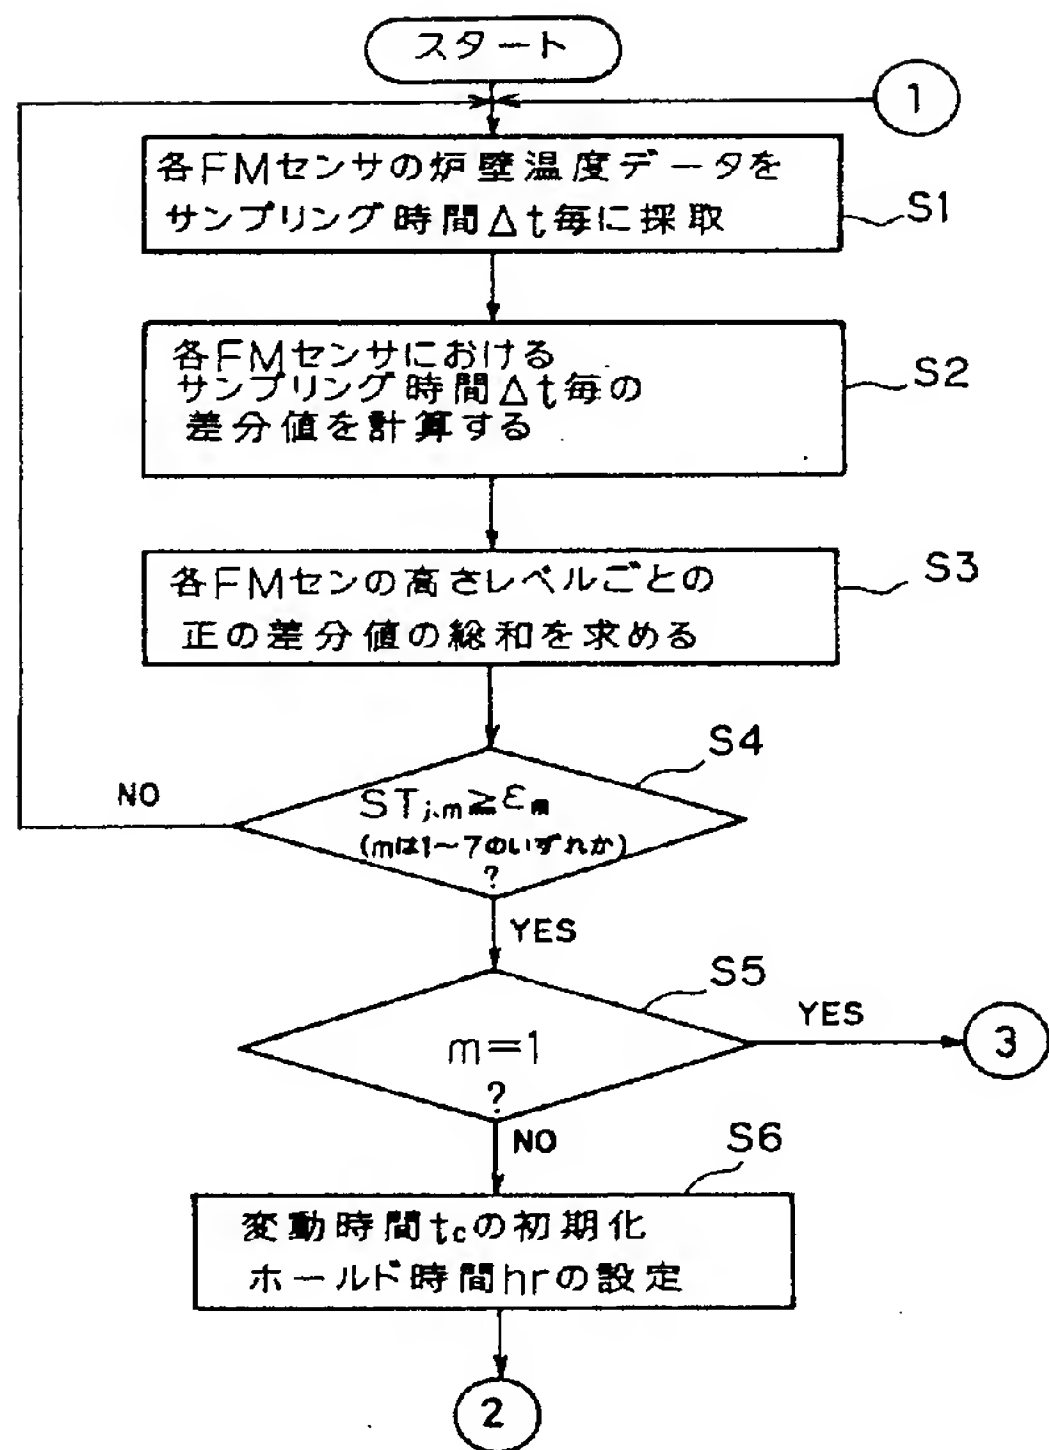 スタート
1
各FMセンサの炉壁温度データを
サンプリング時間Δt毎に採取
S1
各FMセンサにおける
サンプリング時間Δt毎の
差分値を計算する
S2
各FMセンの高さレベルごとの
正の差分値の総和を求める
S3
S4
NO
STj,m≧εm
(mは1～7のいずれか)
?
YES
S5
YES
m=1
?
3
NO
S6
変動時間tcの初期化
ホールド時間hrの設定
2